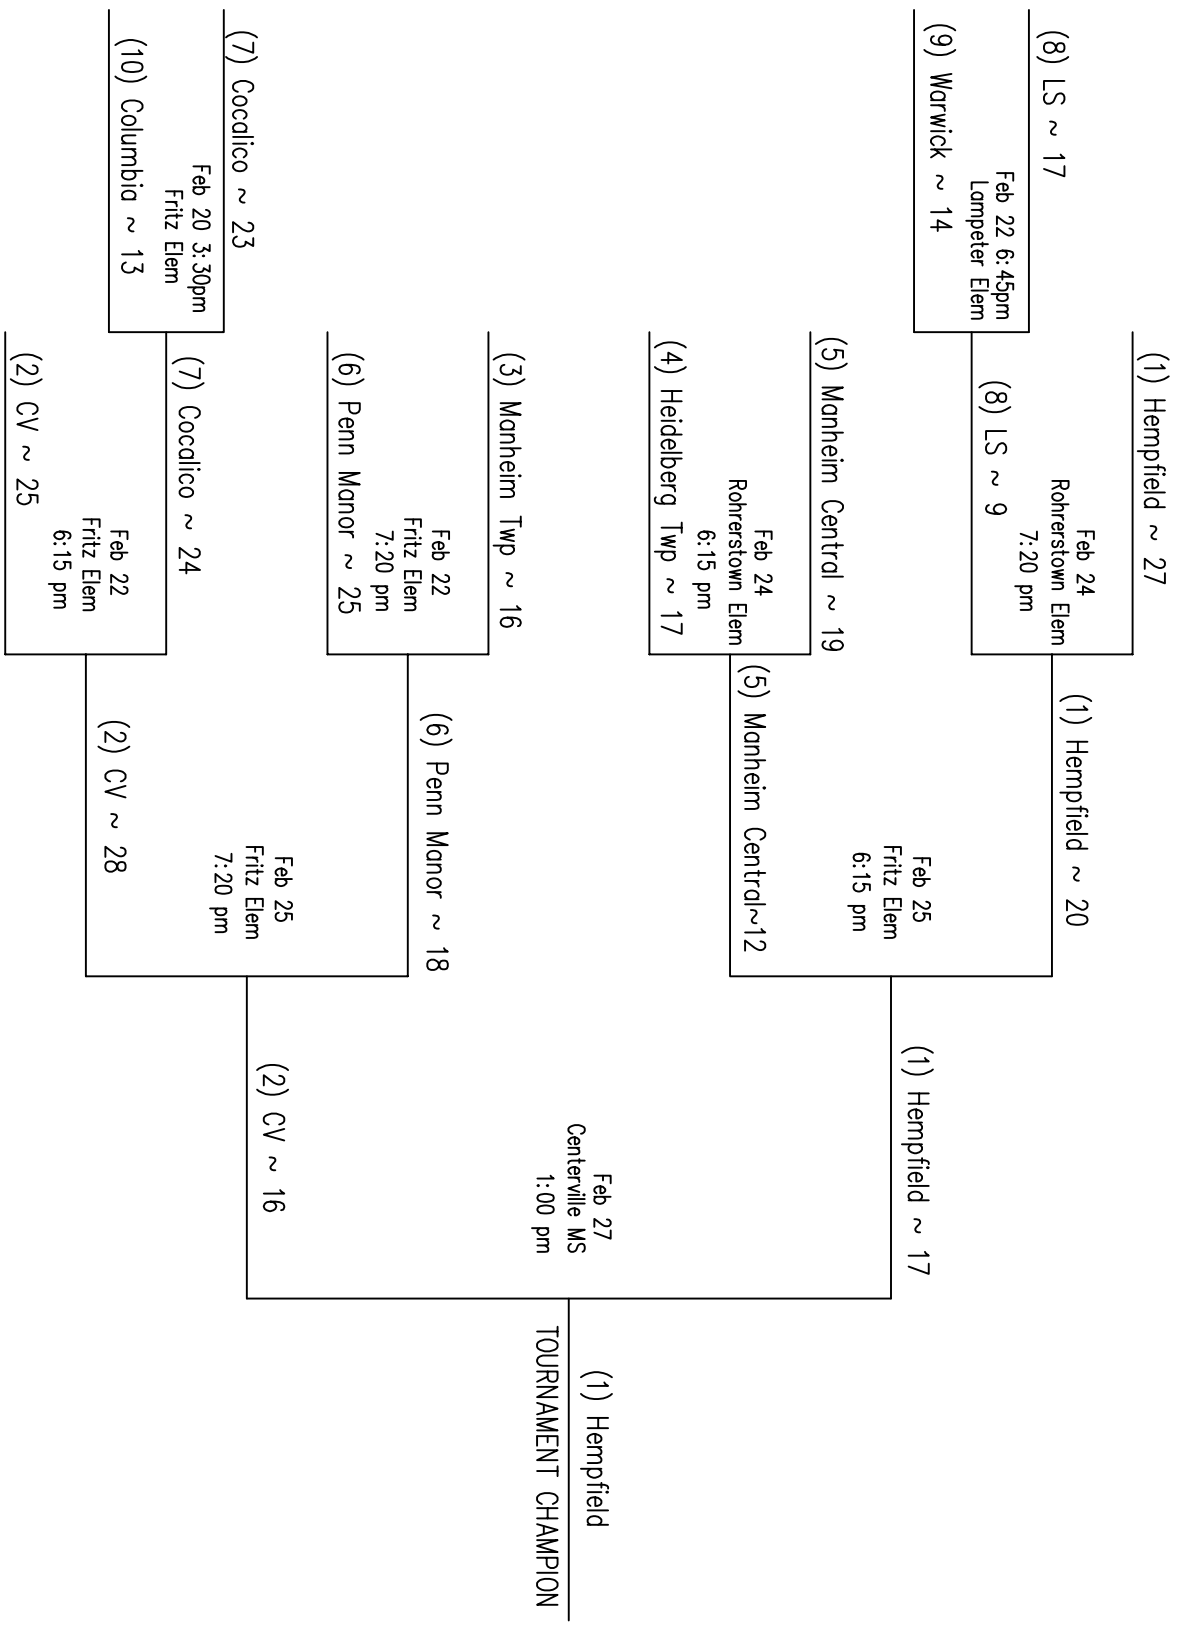 (1) Hempfield ~ 27
(8) LS ~ 17
Feb 22 6:45pm
Lampeter Elem
(9) Warwick ~ 14
Feb 24
Rohrerstown Elem
7:20 pm
(8) LS ~ 9
(1) Hempfield ~ 20
(5) Manheim Central ~ 19
Feb 24
Rohrerstown Elem
6:15 pm
(4) Heidelberg Twp ~ 17
Feb 25
Fritz Elem
6:15 pm
(5) Manheim Central~12
(1) Hempfield ~ 17
(3) Manheim Twp ~ 16
Feb 22
Fritz Elem
7:20 pm
(6) Penn Manor ~ 25
(6) Penn Manor ~ 18
(7) Cocalico ~ 23
Feb 20 3:30pm
Fritz Elem
(10) Columbia ~ 13
(7) Cocalico ~ 24
Feb 22
Fritz Elem
6:15 pm
(2) CV ~ 25
Feb 25
Fritz Elem
7:20 pm
(2) CV ~ 28
(2) CV ~ 16
Feb 27
Centerville MS
1:00 pm
(1) Hempfield
TOURNAMENT CHAMPION